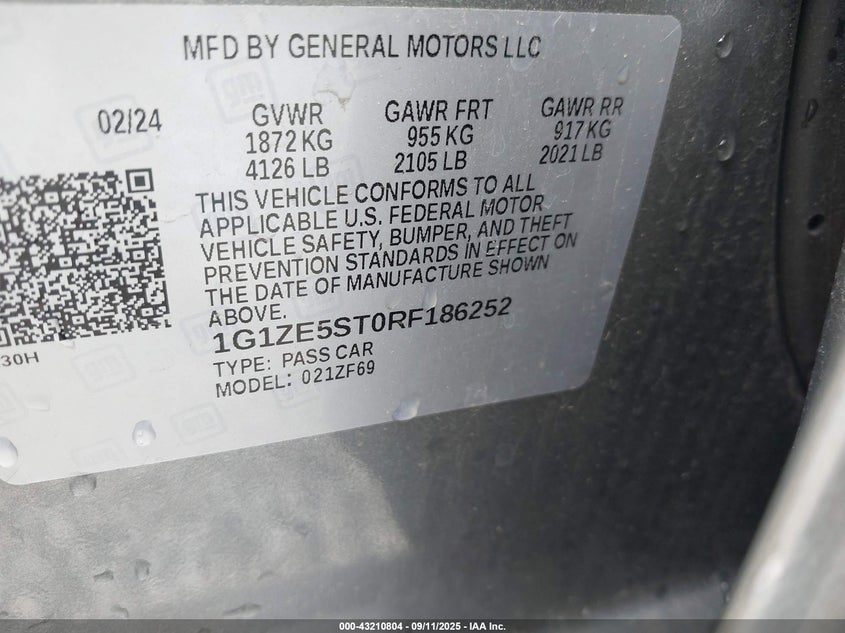 MFD BY GENERAL MOTORS LLC
02/24
GVWR GAWR FRT GAWR RR
1872 KG 955 KG 917 KG
4126 LB 2105 LB 2021 LB
THIS VEHICLE CONFORMS TO ALL
APPLICABLE U.S. FEDERAL MOTOR
VEHICLE SAFETY, BUMPER, AND THEFT
PREVENTION STANDARDS IN EFFECT ON
THE DATE OF MANUFACTURE SHOWN
ABOVE.
1G1ZE5ST0RF186252
30H
TYPE: PASS CAR
MODEL: 021ZF69
000-43210804 - 09/11/2025 - IAA Inc.